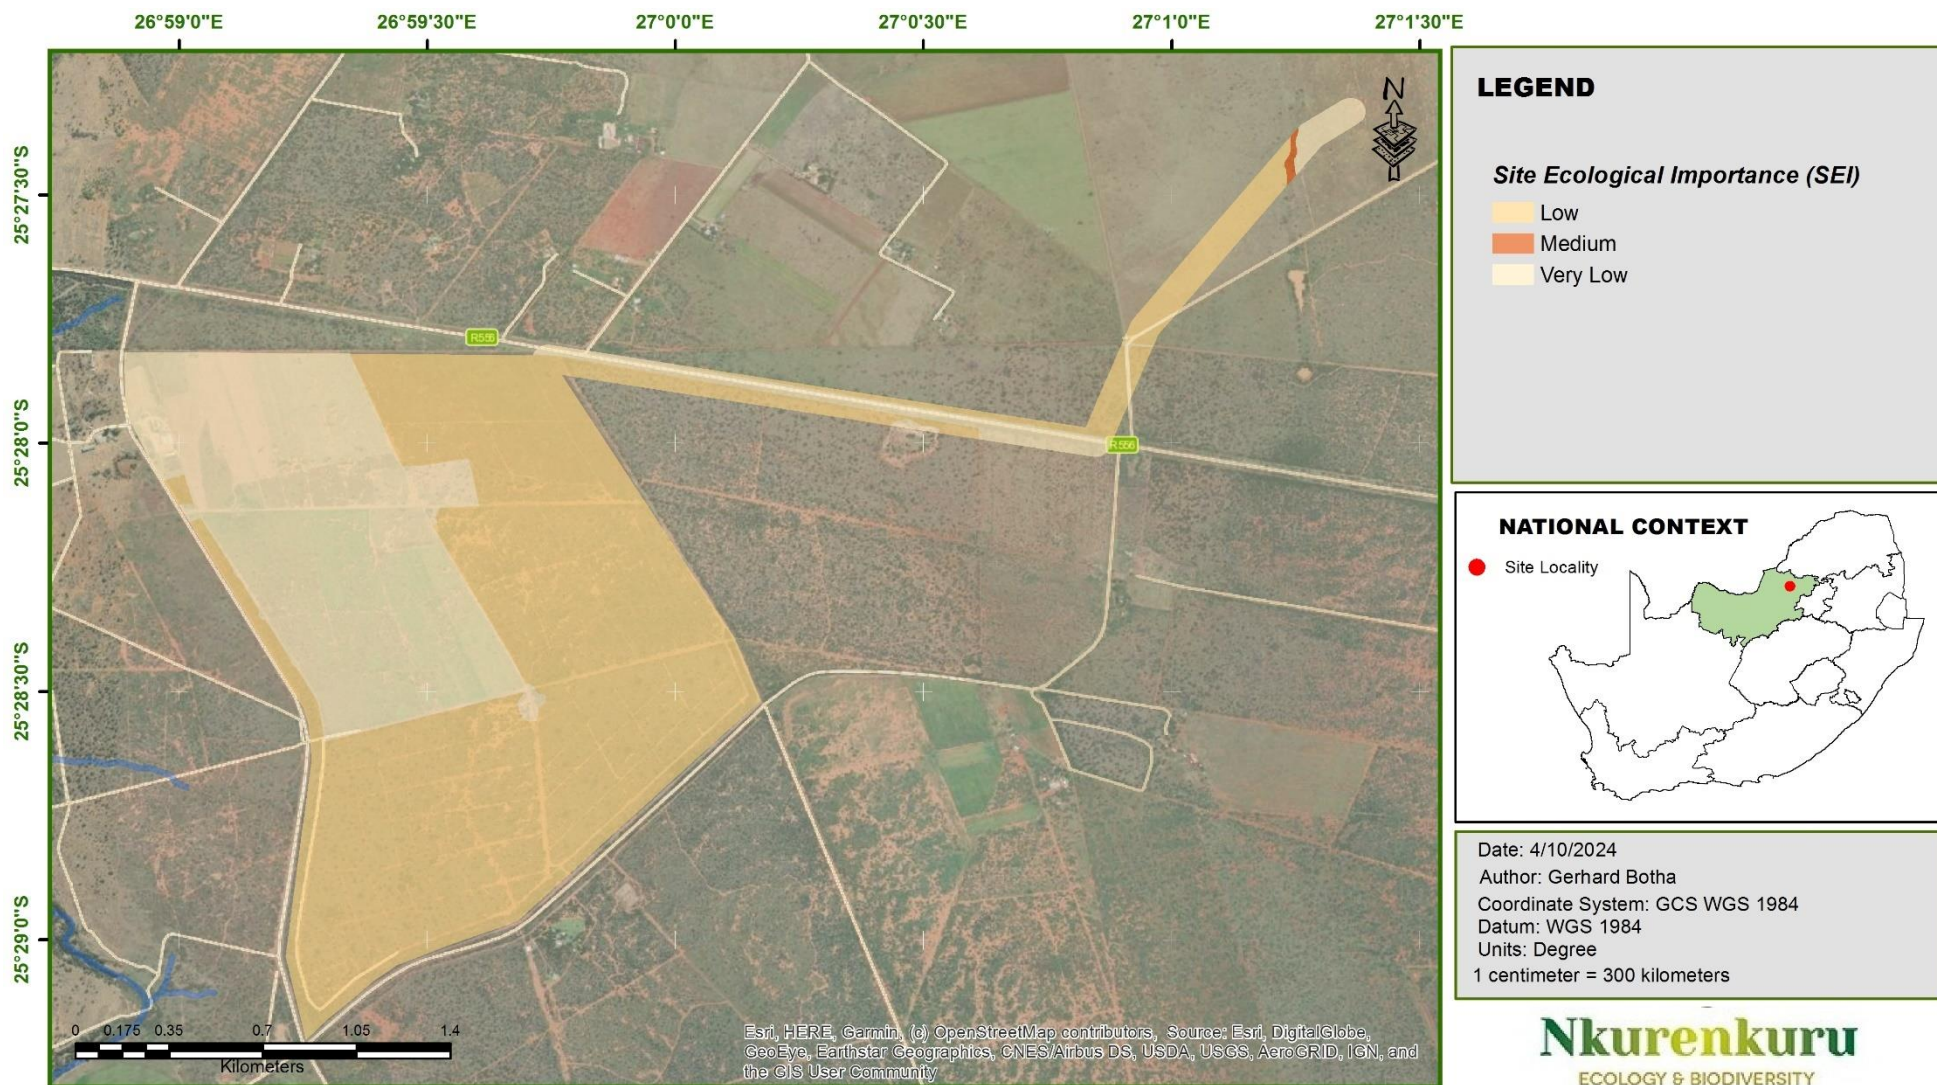 26°59'0"E 26°59'30"E 27°0'0"E 27°0'30"E 27°1'0"E 27°1'30"E
25°27'30"S
25°28'0"S
25°28'30"S
25°29'0"S
N
R556
R556
0 0.175 0.35 0.7 1.05 1.4
Kilometers
Esri, HERE, Garmin, (c) OpenStreetMap contributors, Source: Esri, DigitalGlobe,
GeoEye, Earthstar Geographics, CNES/Airbus DS, USDA, USGS, AeroGRID, IGN, and
the GIS User Community
LEGEND
Site Ecological Importance (SEI)
Low
Medium
Very Low
NATIONAL CONTEXT
Site Locality
Date: 4/10/2024
Author: Gerhard Botha
Coordinate System: GCS WGS 1984
Datum: WGS 1984
Units: Degree
1 centimeter = 300 kilometers
Nkurenkuru
ECOLOGY & BIODIVERSITY